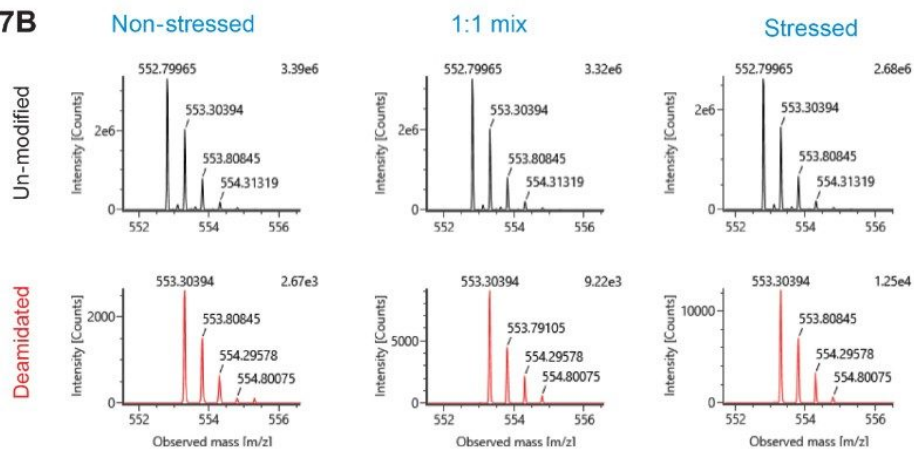 7B
Non-stressed
1:1 mix
Stressed
Un-modified
Intensity [Counts]
552.79965
3.39e6
553.30394
2e6
553.80845
554.31319
0
552
554
556
Intensity [Counts]
552.79965
3.32e6
553.30394
2e6
553.80845
554.31319
0
552
554
556
Intensity [Counts]
552.79965
2.68e6
2e6
553.30394
553.80845
554.31319
0
552
554
556
Deamidated
Intensity [Counts]
553.30394
2.67e3
2000
553.80845
554.29578
554.80075
0
552
554
556
Observed mass [m/z]
Intensity [Counts]
553.30394
9.22e3
553.79105
5000
554.29578
554.80075
0
552
554
556
Observed mass [m/z]
Intensity [Counts]
553.30394
1.25e4
10000
553.80845
554.29578
554.80075
0
552
554
556
Observed mass [m/z]